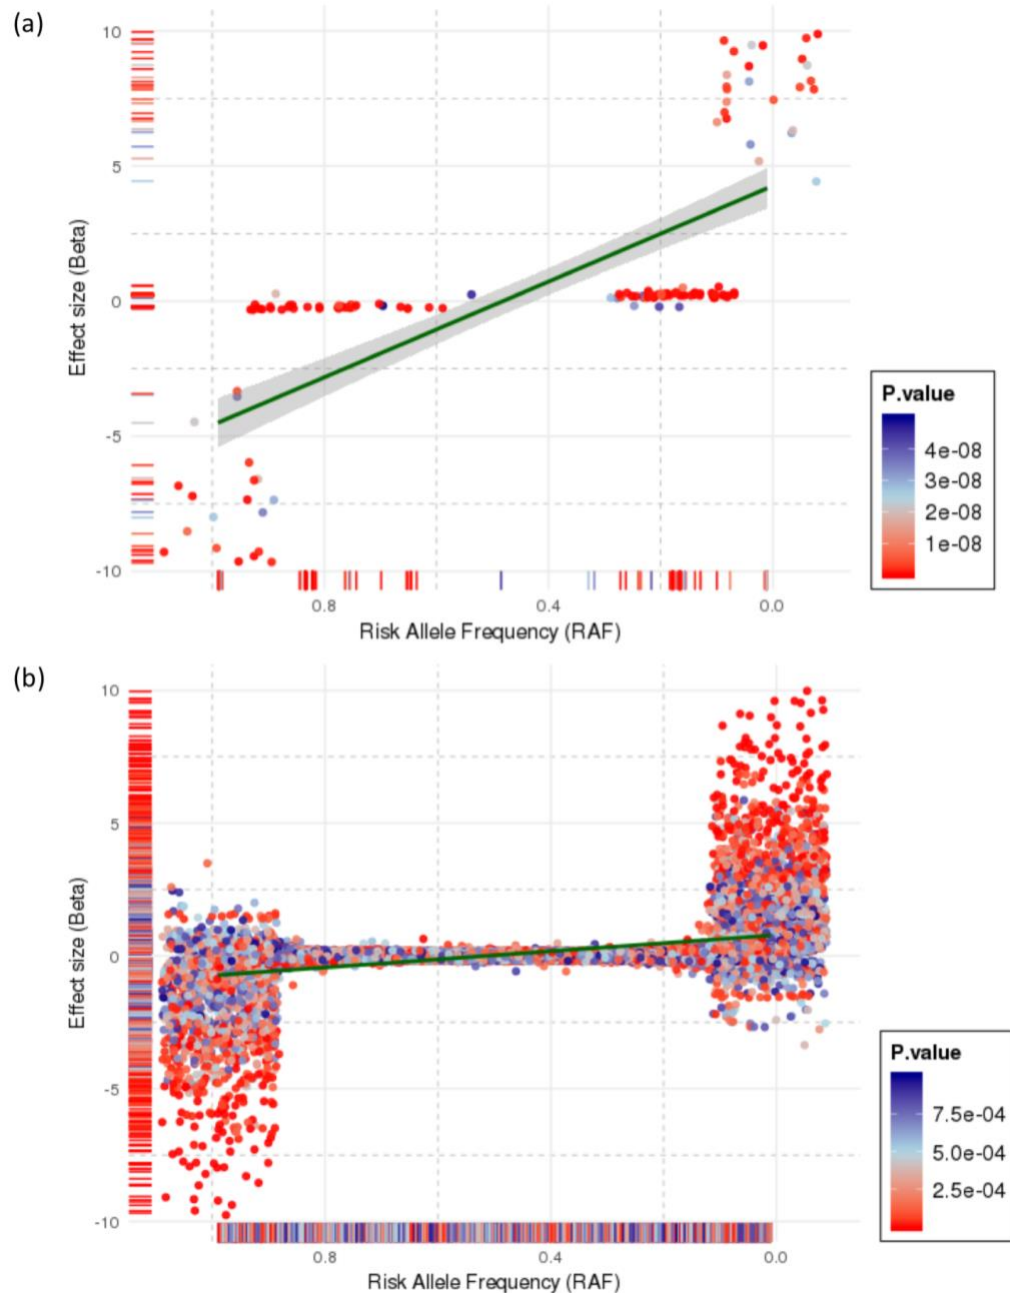 (a)
10
5
0
-5
-10
Effect size (Beta)
0.8 0.4 0.0
Risk Allele Frequency (RAF)
P.value
4e-08
3e-08
2e-08
1e-08
(b)
10
5
0
-5
-10
Effect size (Beta)
0.8 0.4 0.0
Risk Allele Frequency (RAF)
P.value
7.5e-04
5.0e-04
2.5e-04